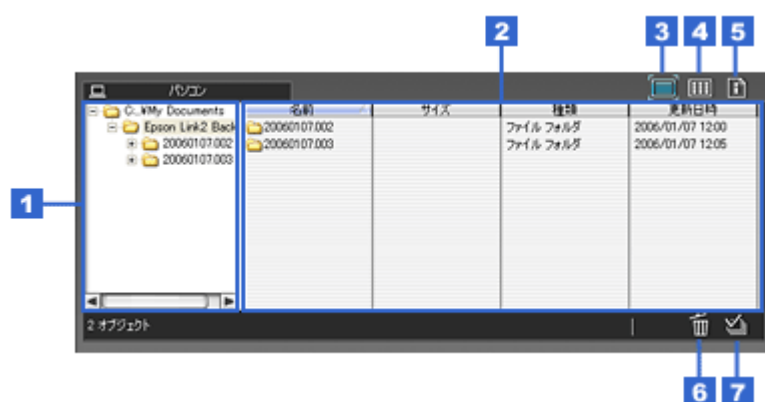 2
3 4 5
パソコン
C...¥My Documents
Epson Link2 Back
20060107.002
20060107.003
名前 サイズ 種類 更新日時
20060107.002 ファイル フォルダ 2006/01/07 12:00
20060107.003 ファイル フォルダ 2006/01/07 12:05
1
2 オブジェクト
6 7